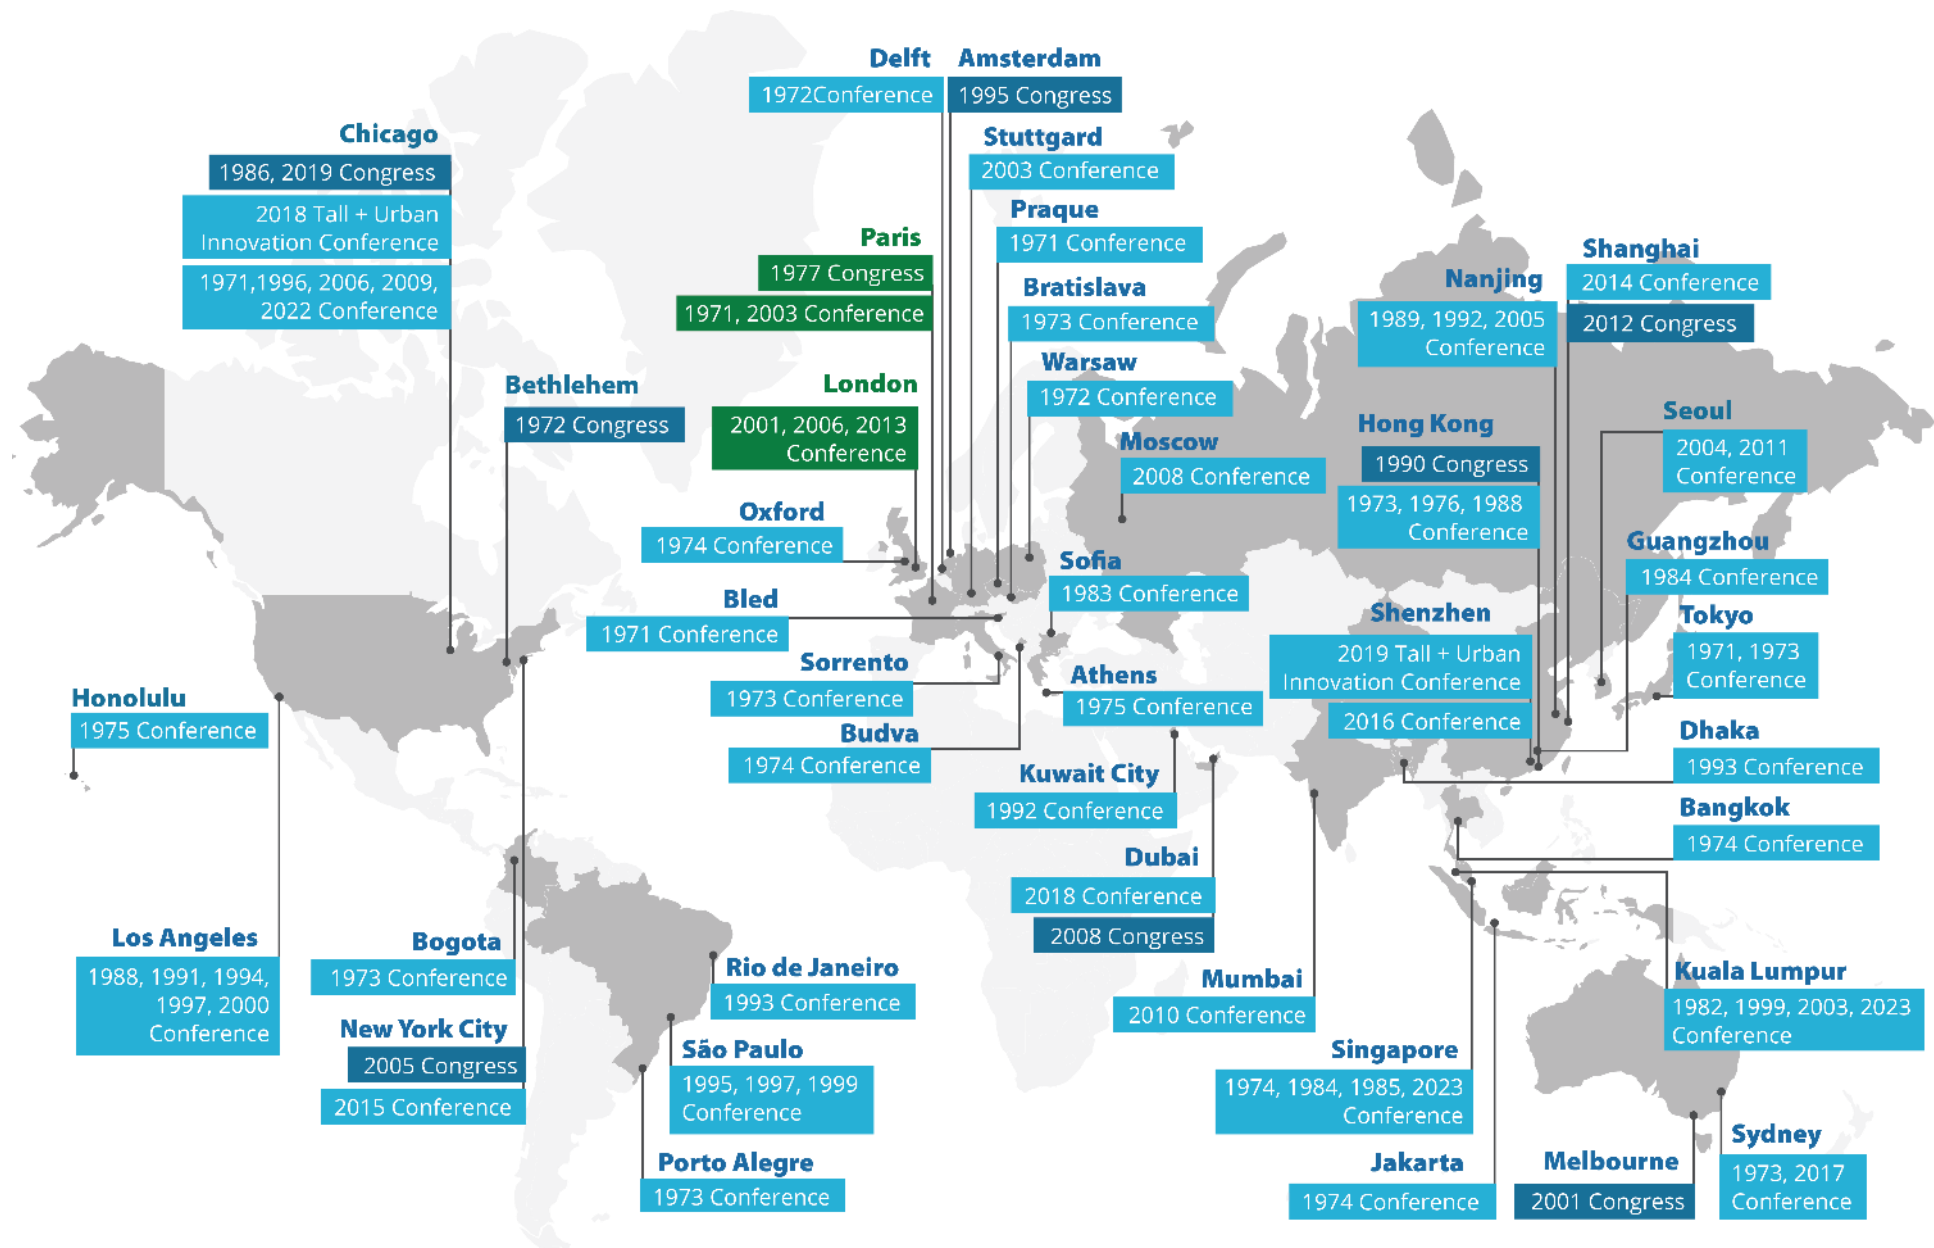 Delft
1972Conference
Amsterdam
1995 Congress
Chicago
1986, 2019 Congress
2018 Tall + Urban
Innovation Conference
1971,1996, 2006, 2009,
2022 Conference
Stuttgard
2003 Conference
Praque
1971 Conference
Paris
1977 Congress
1971, 2003 Conference
Bratislava
1973 Conference
Nanjing
1989, 1992, 2005
Conference
Shanghai
2014 Conference
2012 Congress
Bethlehem
1972 Congress
London
2001, 2006, 2013
Conference
Warsaw
1972 Conference
Moscow
2008 Conference
Hong Kong
1990 Congress
1973, 1976, 1988
Conference
Seoul
2004, 2011
Conference
Oxford
1974 Conference
Sofia
1983 Conference
Guangzhou
1984 Conference
Bled
1971 Conference
Shenzhen
2019 Tall + Urban
Innovation Conference
2016 Conference
Tokyo
1971, 1973
Conference
Sorrento
1973 Conference
Athens
1975 Conference
Honolulu
1975 Conference
Budva
1974 Conference
Kuwait City
1992 Conference
Dhaka
1993 Conference
Bangkok
1974 Conference
Dubai
2018 Conference
2008 Congress
Los Angeles
1988, 1991, 1994,
1997, 2000
Conference
Bogota
1973 Conference
Rio de Janeiro
1993 Conference
Mumbai
2010 Conference
Kuala Lumpur
1982, 1999, 2003, 2023
Conference
New York City
2005 Congress
2015 Conference
São Paulo
1995, 1997, 1999
Conference
Singapore
1974, 1984, 1985, 2023
Conference
Porto Alegre
1973 Conference
Jakarta
1974 Conference
Melbourne
2001 Congress
Sydney
1973, 2017
Conference